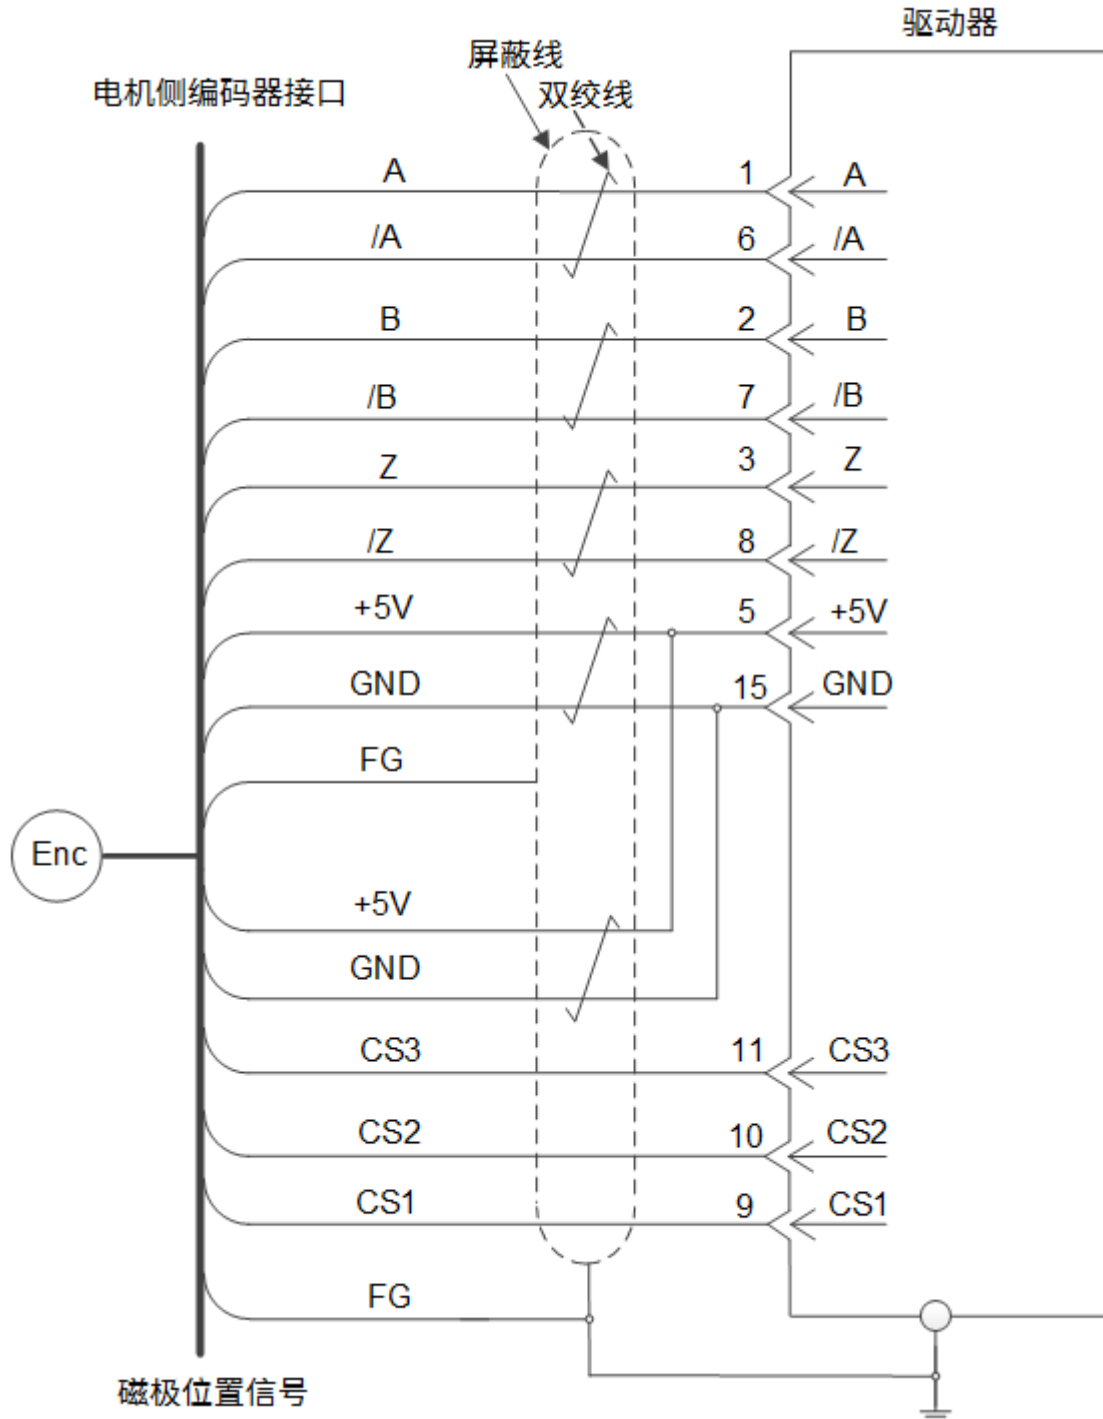 驱动器
屏蔽线
电机侧编码器接口
双绞线
A 1 A
/A 6 /A
B 2 B
/B 7 /B
Z 3 Z
/Z 8 /Z
+5V 5 +5V
GND 15 GND
FG
Enc
+5V
GND
CS3 11 CS3
CS2 10 CS2
CS1 9 CS1
FG
磁极位置信号